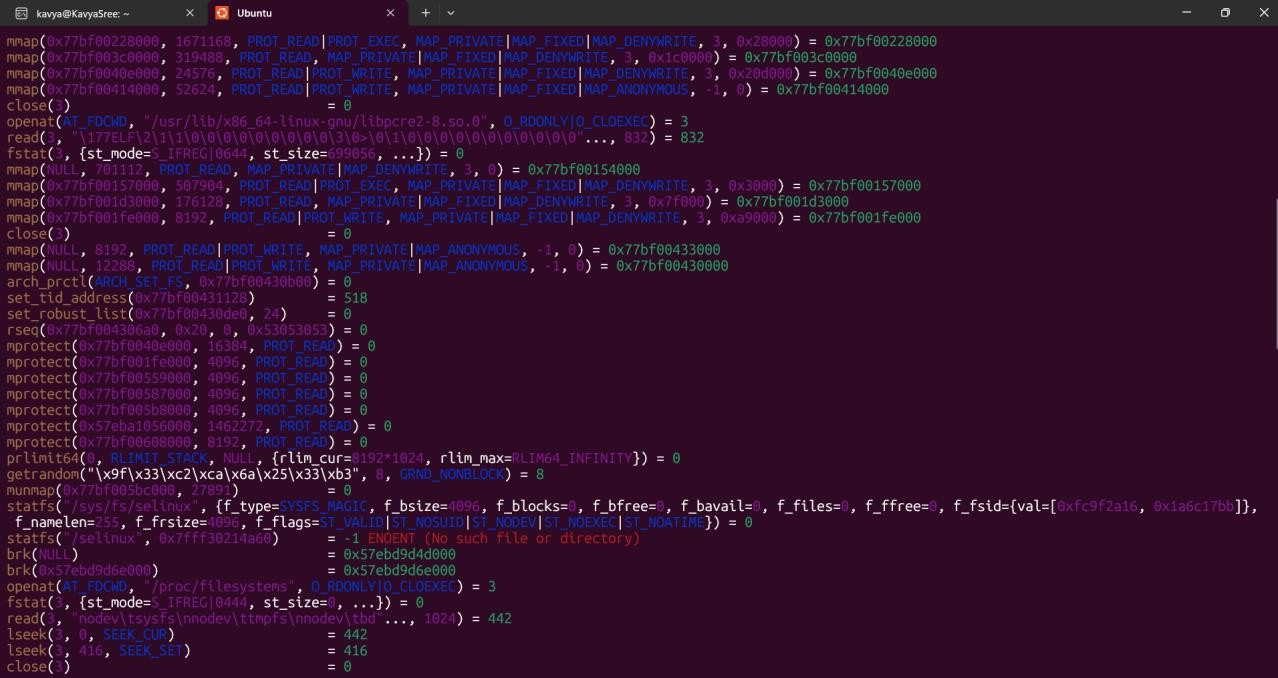 kavya@KavyaSree: ~
Ubuntu
mmap(0x77bf00228000, 1671168, PROT_READ|PROT_EXEC, MAP_PRIVATE|MAP_FIXED|MAP_DENYWRITE, 3, 0x28000) = 0x77bf00228000
mmap(0x77bf003c0000, 319488, PROT_READ, MAP_PRIVATE|MAP_FIXED|MAP_DENYWRITE, 3, 0x1c0000) = 0x77bf003c0000
mmap(0x77bf0040e000, 24576, PROT_READ|PROT_WRITE, MAP_PRIVATE|MAP_FIXED|MAP_DENYWRITE, 3, 0x20d000) = 0x77bf0040e000
mmap(0x77bf00414000, 52624, PROT_READ|PROT_WRITE, MAP_PRIVATE|MAP_FIXED|MAP_ANONYMOUS, -1, 0) = 0x77bf00414000
close(3) = 0
openat(AT_FDCWD, "/usr/lib/x86_64-linux-gnu/libpcre2-8.so.0", O_RDONLY|O_CLOEXEC) = 3
read(3, "\177ELF\2\1\1\0\0\0\0\0\0\0\0\0\3\0>\0\1\0\0\0\0\0\0\0\0\0\0\0"..., 832) = 832
fstat(3, {st_mode=S_IFREG|0644, st_size=699056, ...}) = 0
mmap(NULL, 701112, PROT_READ, MAP_PRIVATE|MAP_DENYWRITE, 3, 0) = 0x77bf00154000
mmap(0x77bf00157000, 507904, PROT_READ|PROT_EXEC, MAP_PRIVATE|MAP_FIXED|MAP_DENYWRITE, 3, 0x3000) = 0x77bf00157000
mmap(0x77bf001d3000, 176128, PROT_READ, MAP_PRIVATE|MAP_FIXED|MAP_DENYWRITE, 3, 0x7f000) = 0x77bf001d3000
mmap(0x77bf001fe000, 8192, PROT_READ|PROT_WRITE, MAP_PRIVATE|MAP_FIXED|MAP_DENYWRITE, 3, 0xa9000) = 0x77bf001fe000
close(3) = 0
mmap(NULL, 8192, PROT_READ|PROT_WRITE, MAP_PRIVATE|MAP_ANONYMOUS, -1, 0) = 0x77bf00433000
mmap(NULL, 12288, PROT_READ|PROT_WRITE, MAP_PRIVATE|MAP_ANONYMOUS, -1, 0) = 0x77bf00430000
arch_prctl(ARCH_SET_FS, 0x77bf00430b00) = 0
set_tid_address(0x77bf00431128) = 518
set_robust_list(0x77bf00430de0, 24) = 0
rseq(0x77bf004306a0, 0x20, 0, 0x53053053) = 0
mprotect(0x77bf0040e000, 16384, PROT_READ) = 0
mprotect(0x77bf001fe000, 4096, PROT_READ) = 0
mprotect(0x77bf00559000, 4096, PROT_READ) = 0
mprotect(0x77bf00587000, 4096, PROT_READ) = 0
mprotect(0x77bf005b8000, 4096, PROT_READ) = 0
mprotect(0x57eba1056000, 1462272, PROT_READ) = 0
mprotect(0x77bf00608000, 8192, PROT_READ) = 0
prlimit64(0, RLIMIT_STACK, NULL, {rlim_cur=8192*1024, rlim_max=RLIM64_INFINITY}) = 0
getrandom("\x9f\x33\xc2\xca\x6a\x25\x33\xb3", 8, GRND_NONBLOCK) = 8
munmap(0x77bf005bc000, 27891) = 0
statfs("/sys/fs/selinux", {f_type=SYSFS_MAGIC, f_bsize=4096, f_blocks=0, f_bfree=0, f_bavail=0, f_files=0, f_ffree=0, f_fsid={val=[0xfc9f2a16, 0x1a6c17bb]},
f_namelen=255, f_frsize=4096, f_flags=ST_VALID|ST_NOSUID|ST_NODEV|ST_NOEXEC|ST_NOATIME}) = 0
statfs("/selinux", 0x7fff30214a60) = -1 ENOENT (No such file or directory)
brk(NULL) = 0x57ebd9d4d000
brk(0x57ebd9d6e000) = 0x57ebd9d6e000
openat(AT_FDCWD, "/proc/filesystems", O_RDONLY|O_CLOEXEC) = 3
fstat(3, {st_mode=S_IFREG|0444, st_size=0, ...}) = 0
read(3, "nodev\tsysfs\nnodev\ttmpfs\nnodev\tbd"..., 1024) = 442
lseek(3, 0, SEEK_CUR) = 442
lseek(3, 416, SEEK_SET) = 416
close(3) = 0